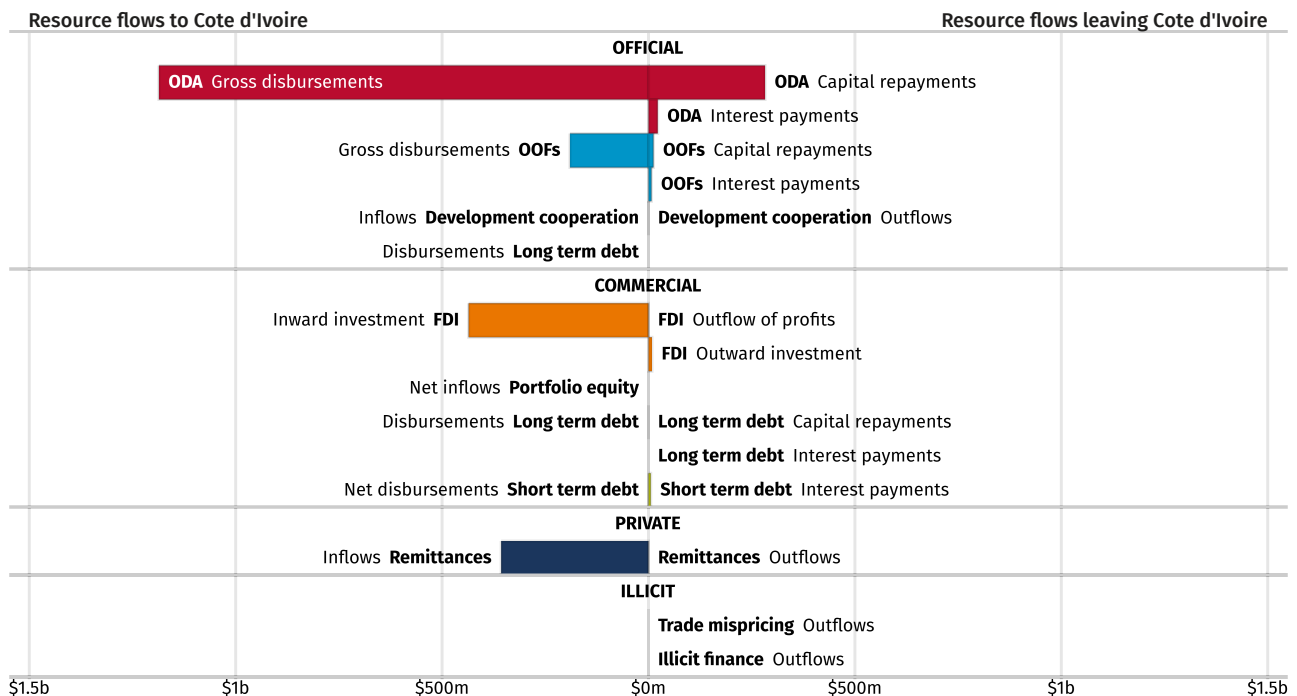 Resource flows to Cote d'Ivoire Resource flows leaving Cote d'Ivoire
OFFICIAL
ODA Gross disbursements ODA Capital repayments
ODA Interest payments
Gross disbursements OOFs OOFs Capital repayments
OOFs Interest payments
Inflows Development cooperation Development cooperation Outflows
Disbursements Long term debt
COMMERCIAL
Inward investment FDI FDI Outflow of profits
FDI Outward investment
Net inflows Portfolio equity
Disbursements Long term debt Long term debt Capital repayments
Long term debt Interest payments
Net disbursements Short term debt Short term debt Interest payments
PRIVATE
Inflows Remittances Remittances Outflows
ILLICIT
Trade mispricing Outflows
Illicit finance Outflows
$1.5b $1b $500m $0m $500m $1b $1.5b